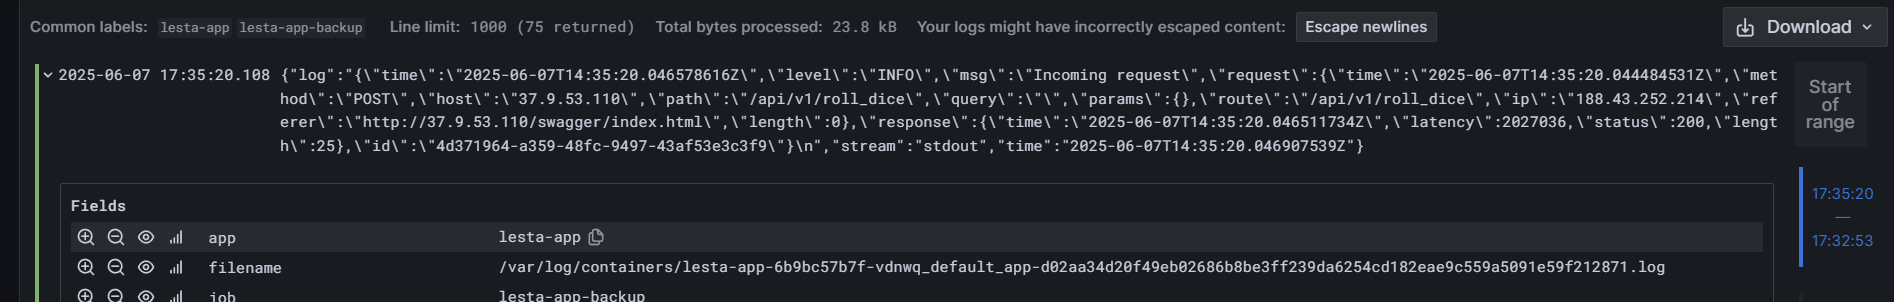 Common labels: lesta-app lesta-app-backup Line limit: 1000 (75 returned) Total bytes processed: 23.8 kB Your logs might have incorrectly escaped content: Escape newlines Download
2025-06-07 17:35:20.108 {"log":"{\"time\":\"2025-06-07T14:35:20.046578616Z\",\"level\":\"INFO\",\"msg\":\"Incoming request\",\"request\":{\"time\":\"2025-06-07T14:35:20.044484531Z\",\"met
hod\":\"POST\",\"host\":\"37.9.53.110\",\"path\":\"/api/v1/roll_dice\",\"query\":\"\",\"params\":{},\"route\":\"/api/v1/roll_dice\",\"ip\":\"188.43.252.214\",\"ref
erer\":\"http://37.9.53.110/swagger/index.html\",\"length\":0},\"response\":{\"time\":\"2025-06-07T14:35:20.046511734Z\",\"latency\":2027036,\"status\":200,\"lengt
h\":25},\"id\":\"4d371964-a359-48fc-9497-43af53e3c3f9\"}\n","stream":"stdout","time":"2025-06-07T14:35:20.046907539Z"}
Start
of
range
17:35:20
—
17:32:53
Fields
app lesta-app
filename /var/log/containers/lesta-app-6b9bc57b7f-vdnwq_default_app-d02aa34d20f49eb02686b8be3ff239da6254cd182eae9c559a5091e59f212871.log
job lesta-app-backup